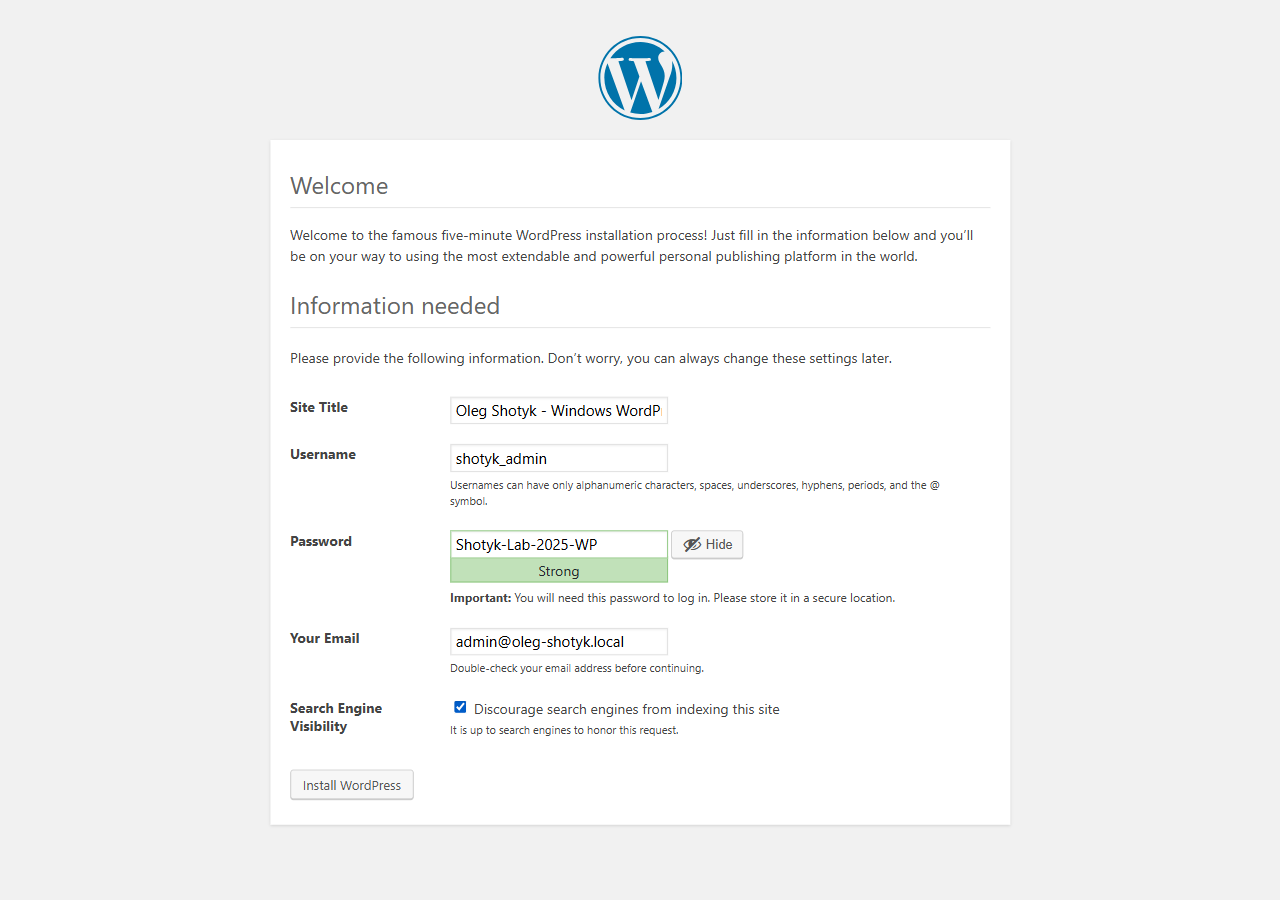 Welcome
Welcome to the famous five-minute WordPress installation process! Just fill in the information below and you’ll
be on your way to using the most extendable and powerful personal publishing platform in the world.
Information needed
Please provide the following information. Don’t worry, you can always change these settings later.
Site Title
Oleg Shotyk - Windows WordP
Username
shotyk_admin
Usernames can have only alphanumeric characters, spaces, underscores, hyphens, periods, and the @
symbol.
Password
Shotyk-Lab-2025-WP
Hide
Strong
Important: You will need this password to log in. Please store it in a secure location.
Your Email
admin@oleg-shotyk.local
Double-check your email address before continuing.
Search Engine
Visibility
Discourage search engines from indexing this site
It is up to search engines to honor this request.
Install WordPress